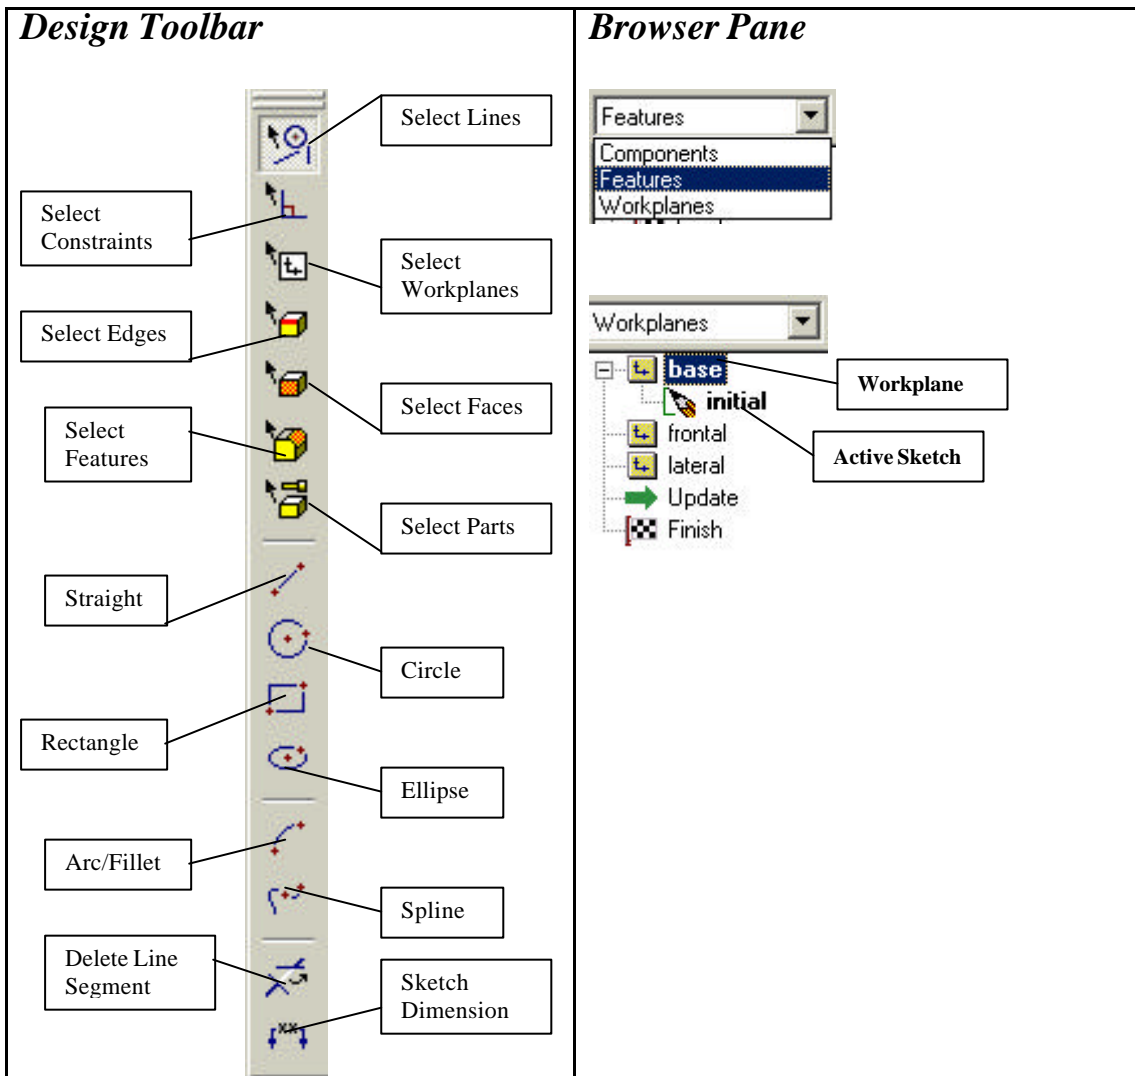 Design Toolbar
Select Lines
Select
Constraints
Select
Workplanes
Select Edges
Select Faces
Select
Features
Select Parts
Straight
Circle
Rectangle
Ellipse
Arc/Fillet
Spline
Delete Line
Segment
Sketch
Dimension
xx
Browser Pane
Features
Components
Features
Workplanes
Workplanes
base
Workplane
initial
Active Sketch
frontal
lateral
Update
Finish